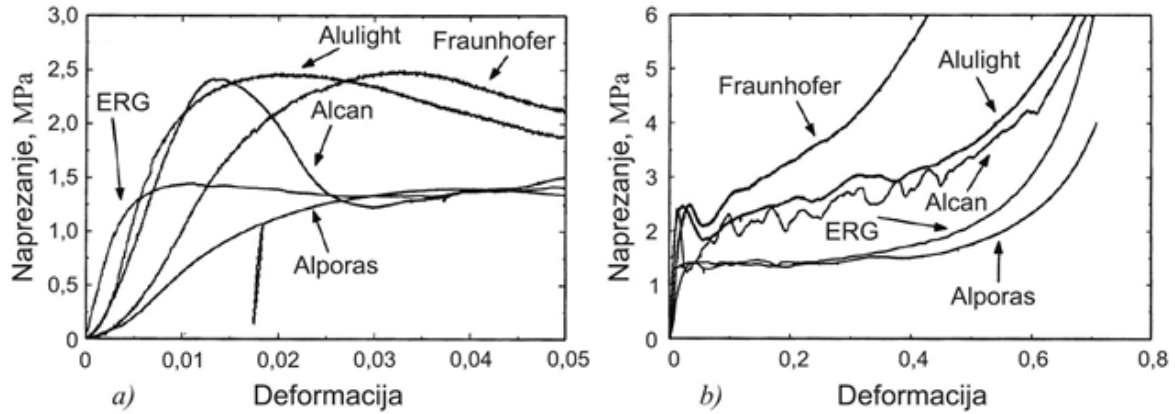 3,0
2,5
2,0
1,5
1,0
0,5
0
Naprezanje, MPa
Alulight
Fraunhofer
ERG
Alcan
Alporas
0 0,01 0,02 0,03 0,04 0,05
a) Deformacija
6
5
4
3
2
1
0
Naprezanje, MPa
Fraunhofer
Alulight
Alcan
ERG
Alporas
0 0,2 0,4 0,6 0,8
b) Deformacija